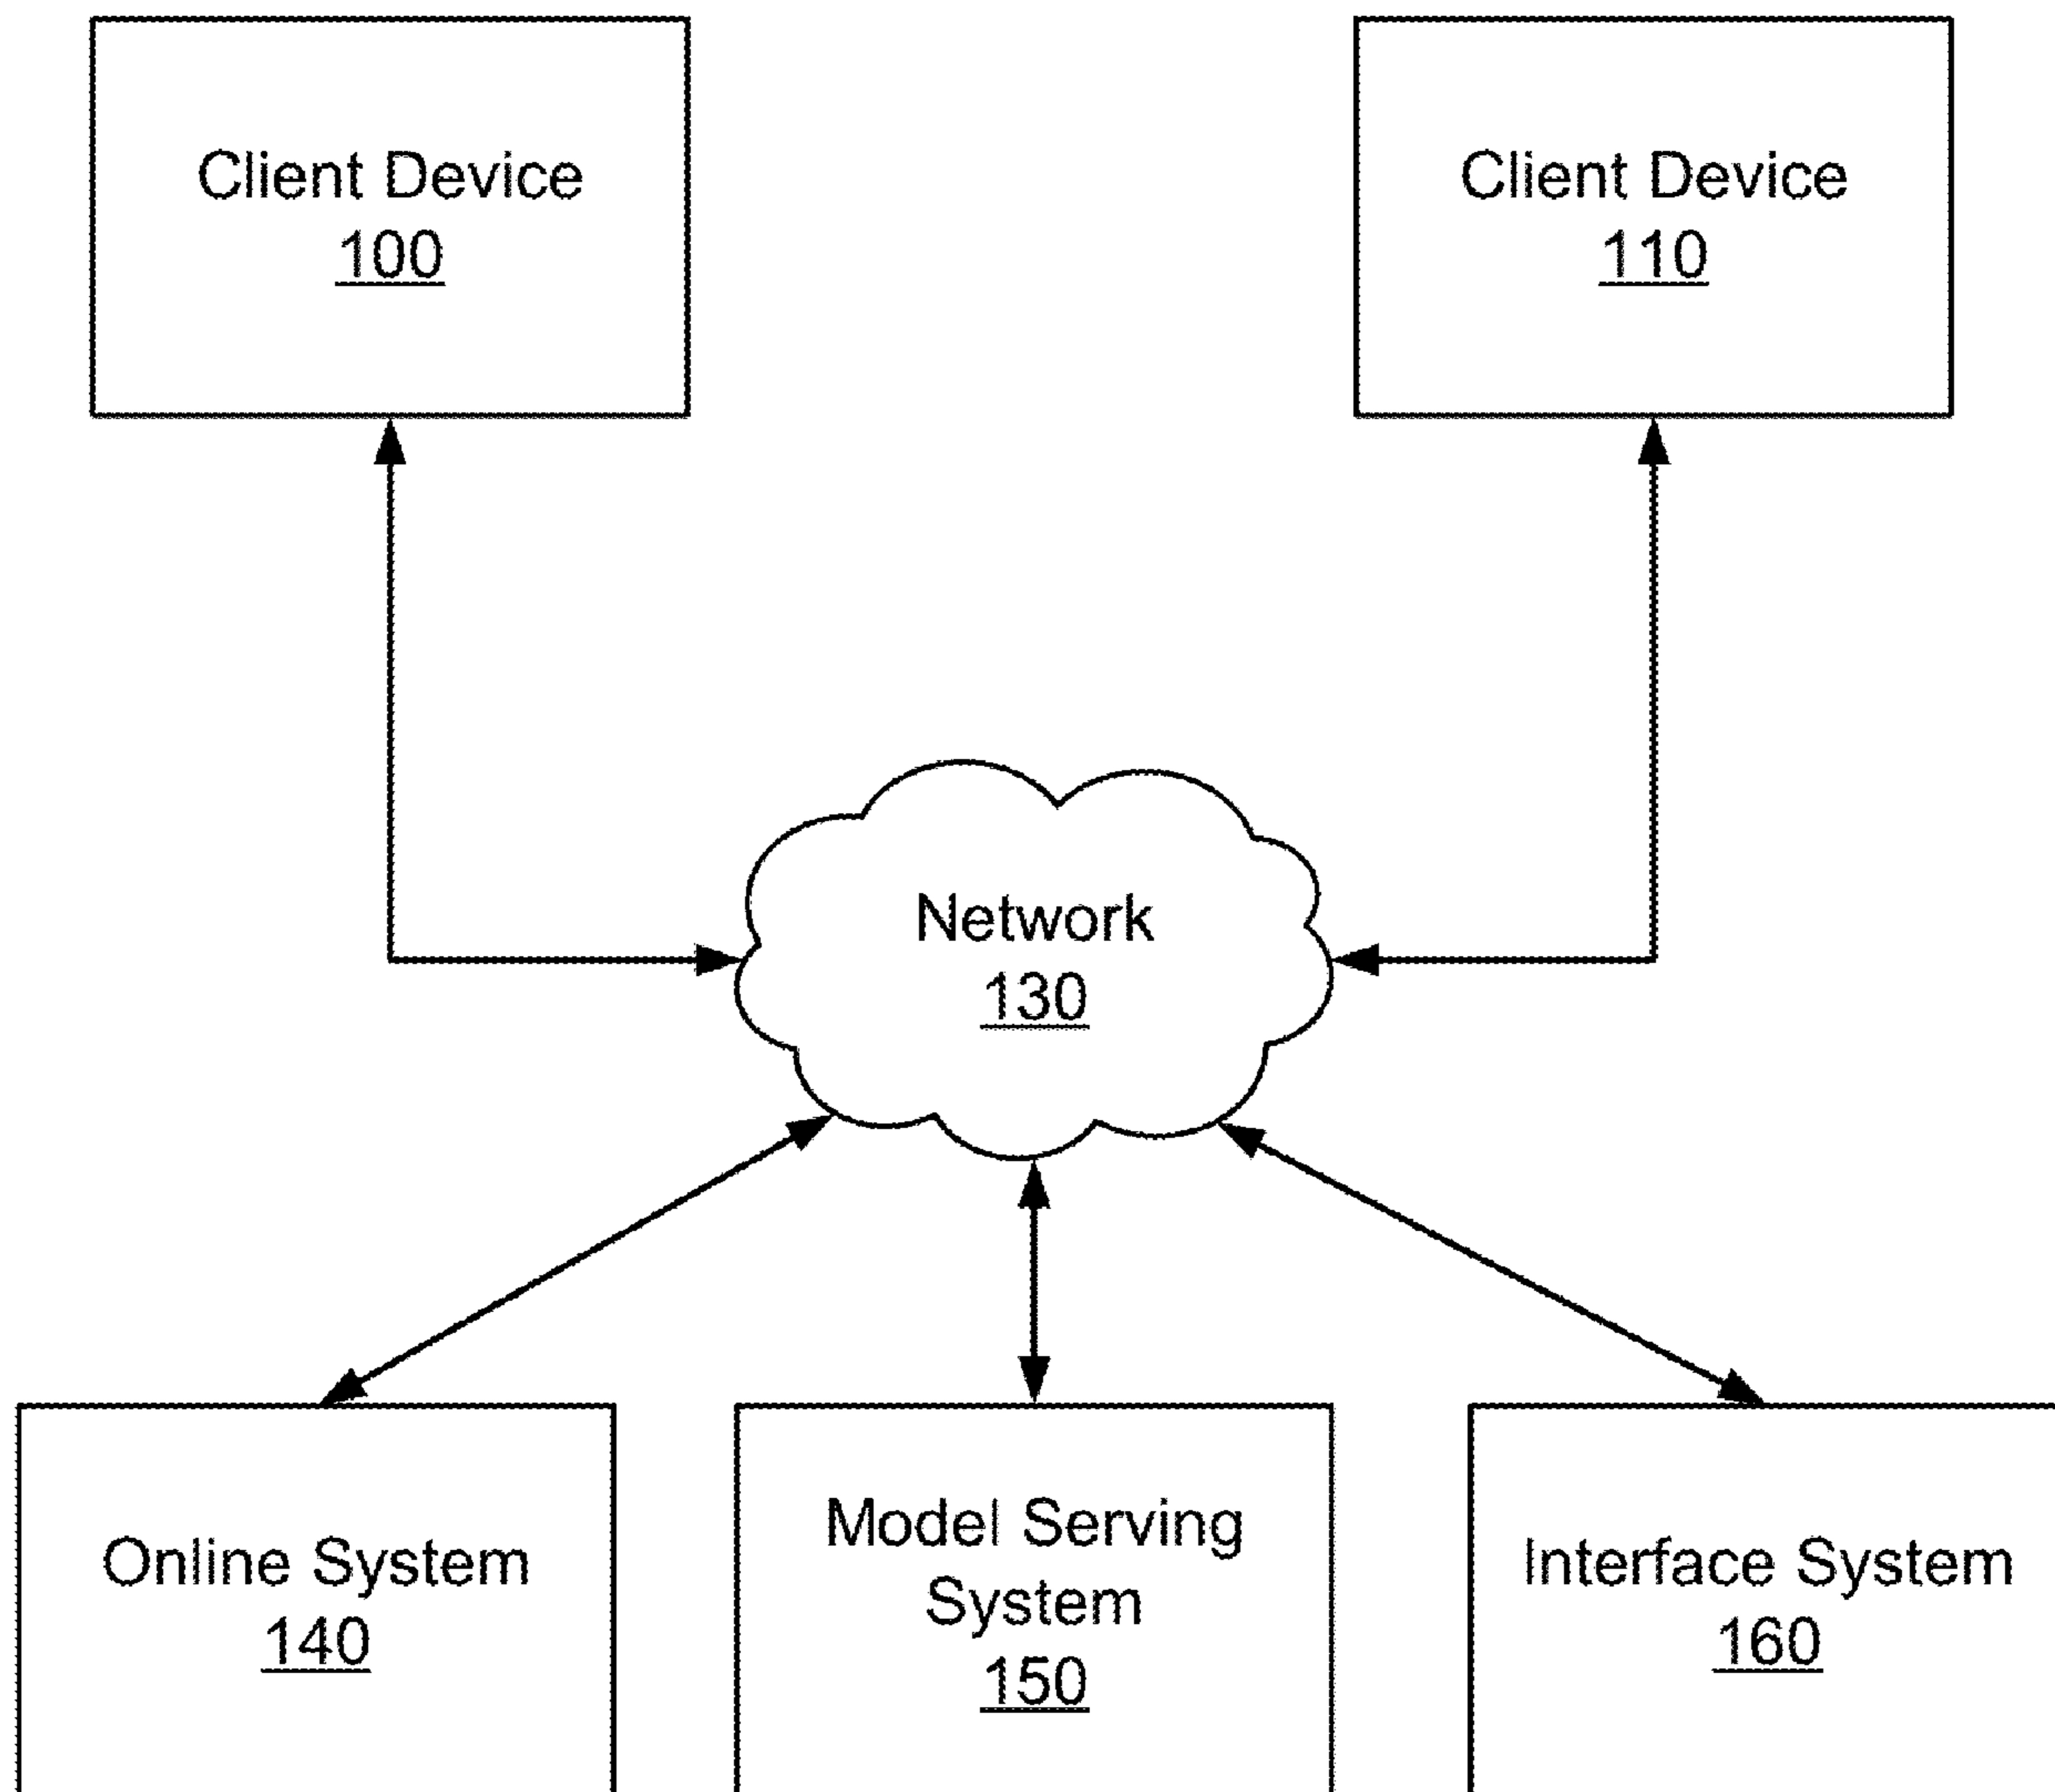 Client Device
100
Client Device
110
Network
130
Online System
140
Model Serving
System
150
Interface System
160